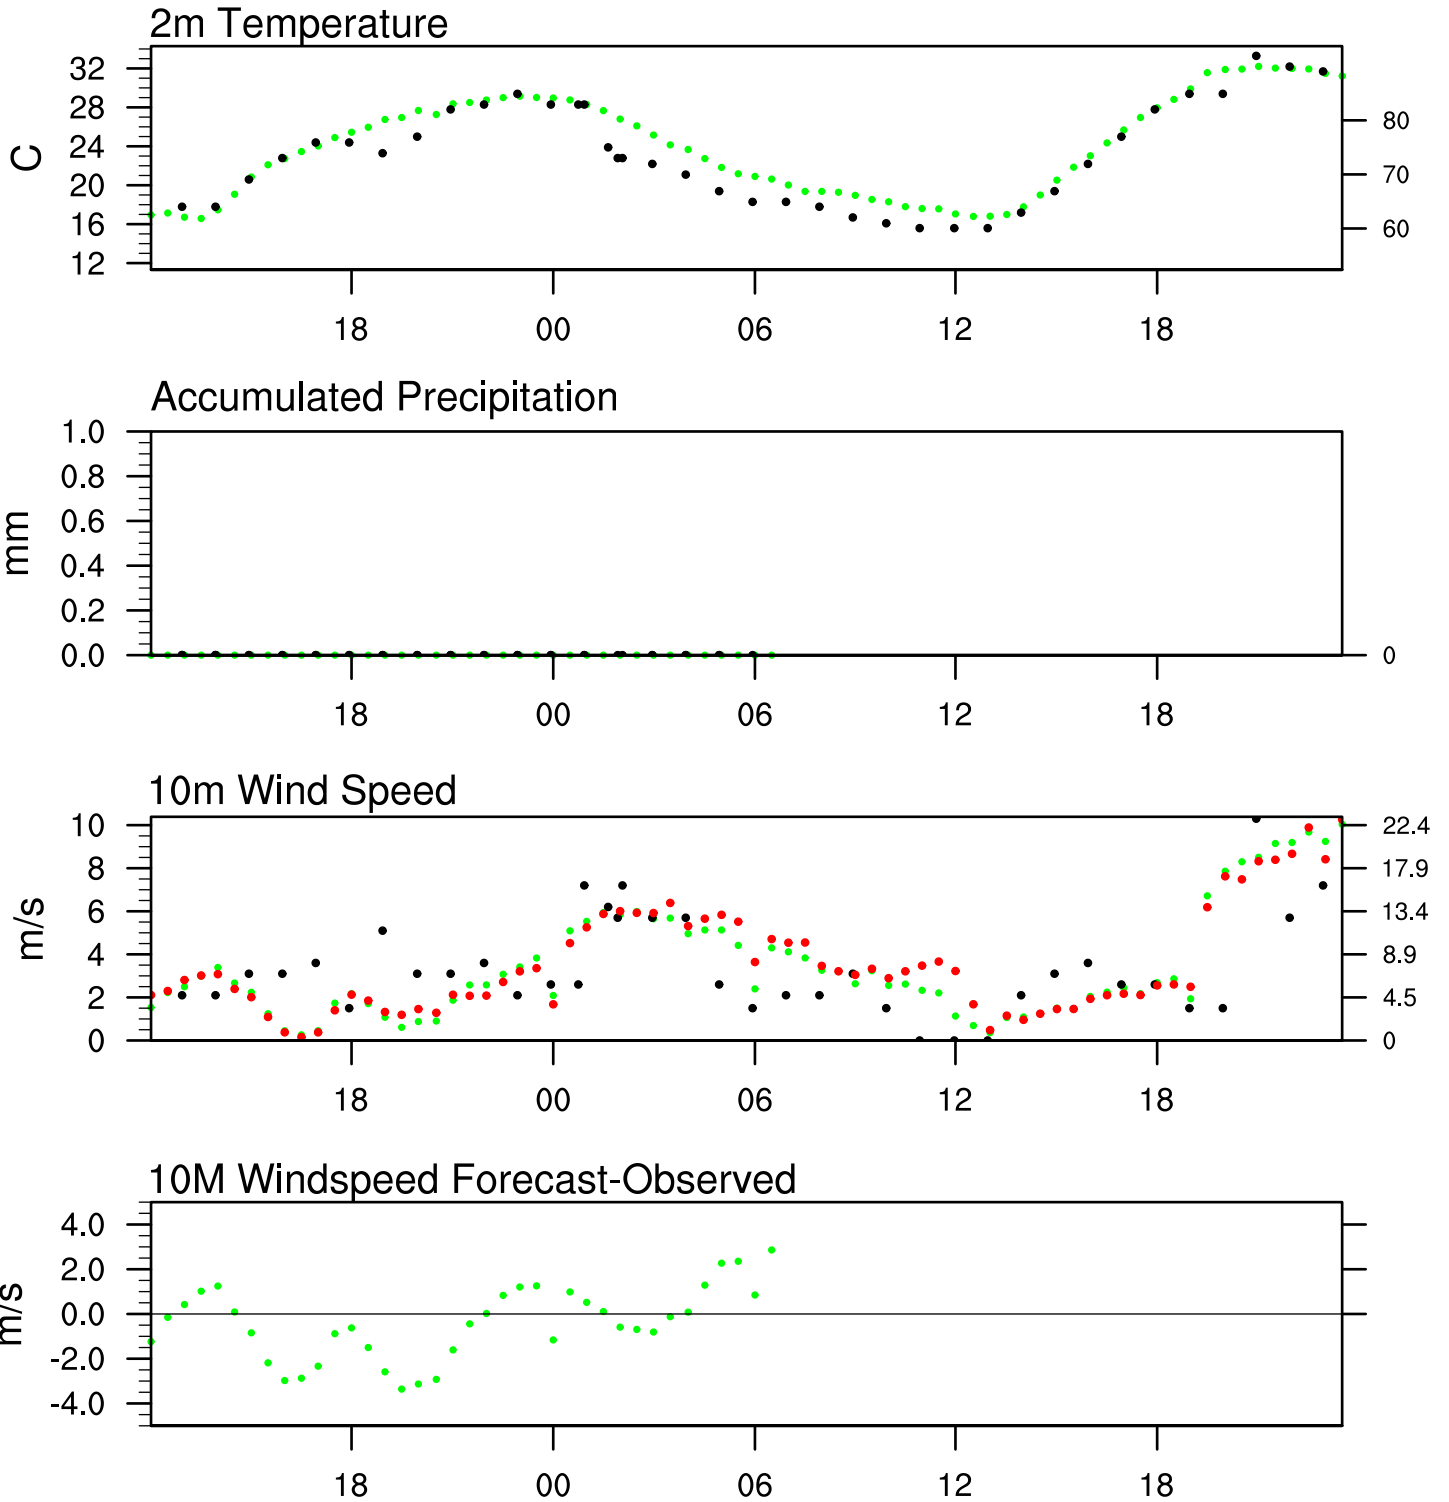 2m Temperature
32
28
24
20
16
12
C
80
70
60
18 00 06 12 18
Accumulated Precipitation
1.0
0.8
0.6
0.4
0.2
0.0
mm
0
18 00 06 12 18
10m Wind Speed
10
8
6
4
2
0
m/s
22.4
17.9
13.4
8.9
4.5
0
18 00 06 12 18
10M Windspeed Forecast-Observed
4.0
2.0
0.0
-2.0
-4.0
m/s
18 00 06 12 18